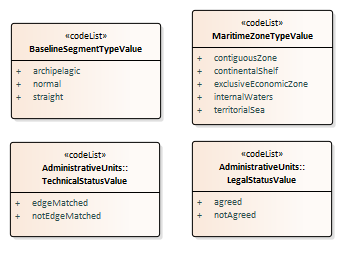 «codeList»
BaselineSegmentTypeValue
+ archipelagic
+ normal
+ straight
«codeList»
MaritimeZoneTypeValue
+ contiguousZone
+ continentalShelf
+ exclusiveEconomicZone
+ internalWaters
+ territorialSea
«codeList»
AdministrativeUnits::
TechnicalStatusValue
+ edgeMatched
+ notEdgeMatched
«codeList»
AdministrativeUnits::
LegalStatusValue
+ agreed
+ notAgreed